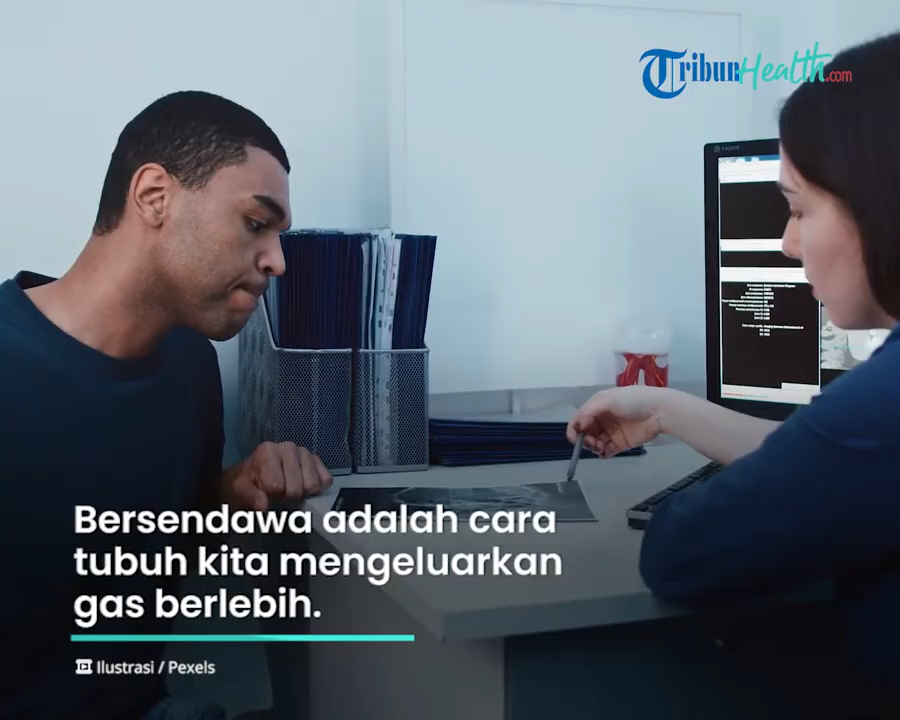 TribunHealth.com
Bersendawa adalah cara
tubuh kita mengeluarkan
gas berlebih.
Ilustrasi / Pexels